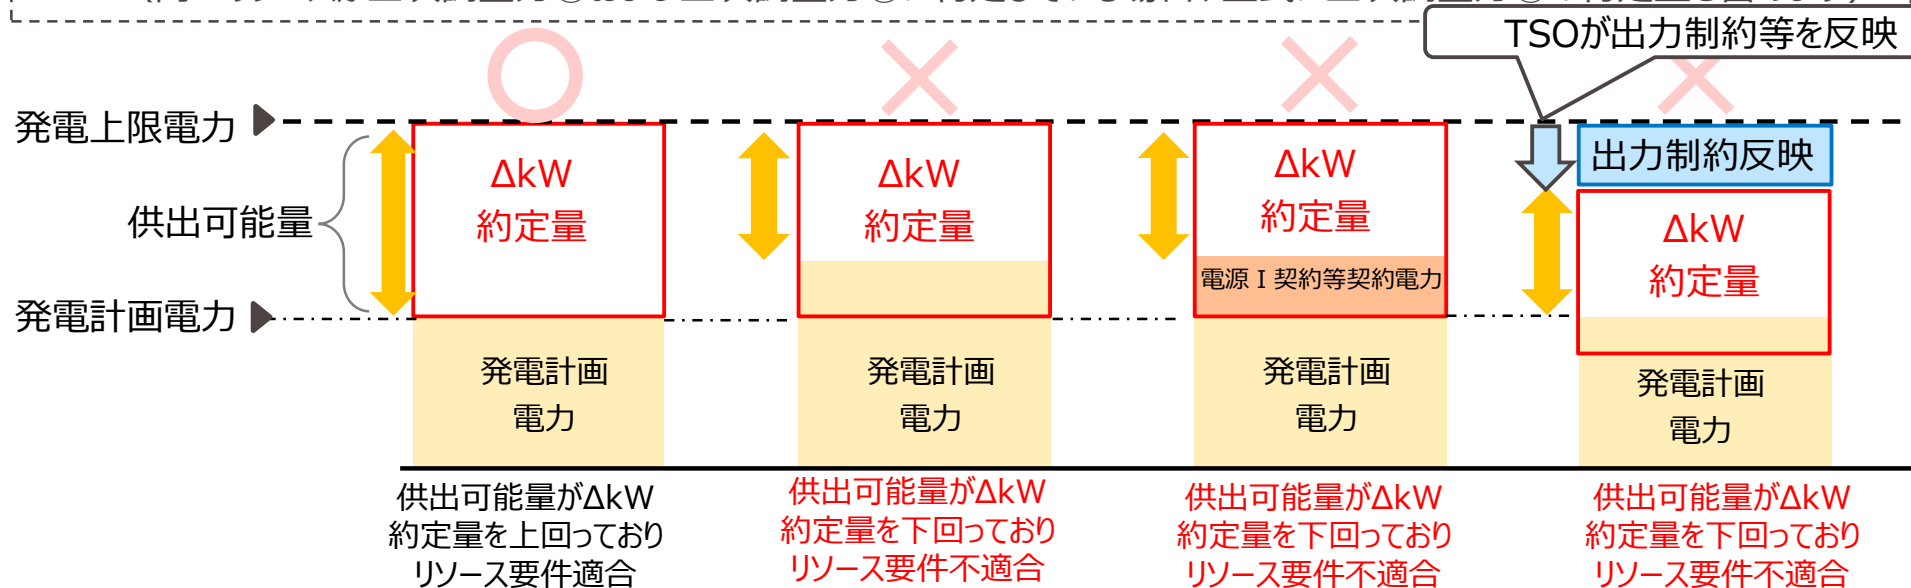 TSOが出力制約等を反映
発電上限電力
供出可能量
発電計画電力
ΔkW
約定量
発電計画
電力
供出可能量がΔkW
約定量を上回っており
リソース要件適合
ΔkW
約定量
発電計画
電力
供出可能量がΔkW
約定量を下回っており
リソース要件不適合
ΔkW
約定量
電源Ⅰ契約等契約電力
発電計画
電力
供出可能量がΔkW
約定量を下回っており
リソース要件不適合
出力制約反映
ΔkW
約定量
発電計画
電力
供出可能量がΔkW
約定量を下回っており
リソース要件不適合